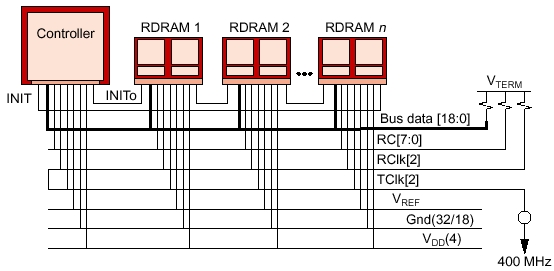 Controller
RDRAM 1
RDRAM 2
RDRAM n
INIT
INITo
VTERM
Bus data [18:0]
RC[7:0]
RClk[2]
TClk[2]
VREF
Gnd(32/18)
VDD(4)
400 MHz